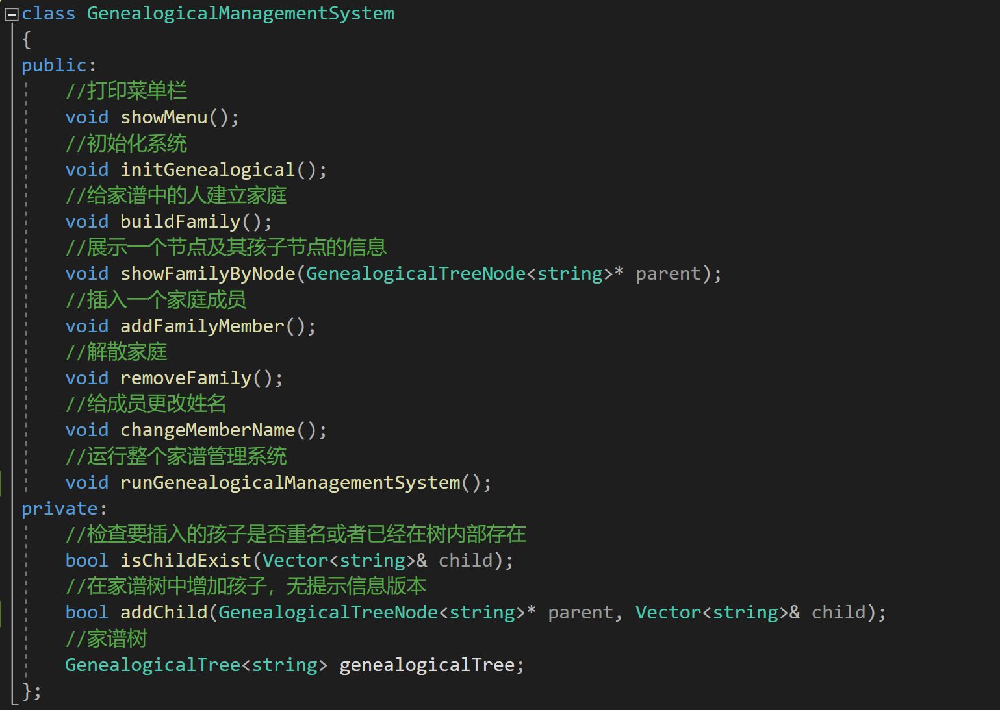 class GenealogicalManagementSystem
{
public:
    //打印菜单栏
    void showMenu();
    //初始化系统
    void initGenealogical();
    //给家谱中的人建立家庭
    void buildFamily();
    //展示一个节点及其孩子节点的信息
    void showFamilyByNode(GenealogicalTreeNode<string>* parent);
    //插入一个家庭成员
    void addFamilyMember();
    //解散家庭
    void removeFamily();
    //给成员更改姓名
    void changeMemberName();
    //运行整个家谱管理系统
    void runGenealogicalManagementSystem();
private:
    //检查要插入的孩子是否重名或者已经在树内部存在
    bool isChildExist(Vector<string>& child);
    //在家谱树中增加孩子，无提示信息版本
    bool addChild(GenealogicalTreeNode<string>* parent, Vector<string>& child);
    //家谱树
    GenealogicalTree<string> genealogicalTree;
};